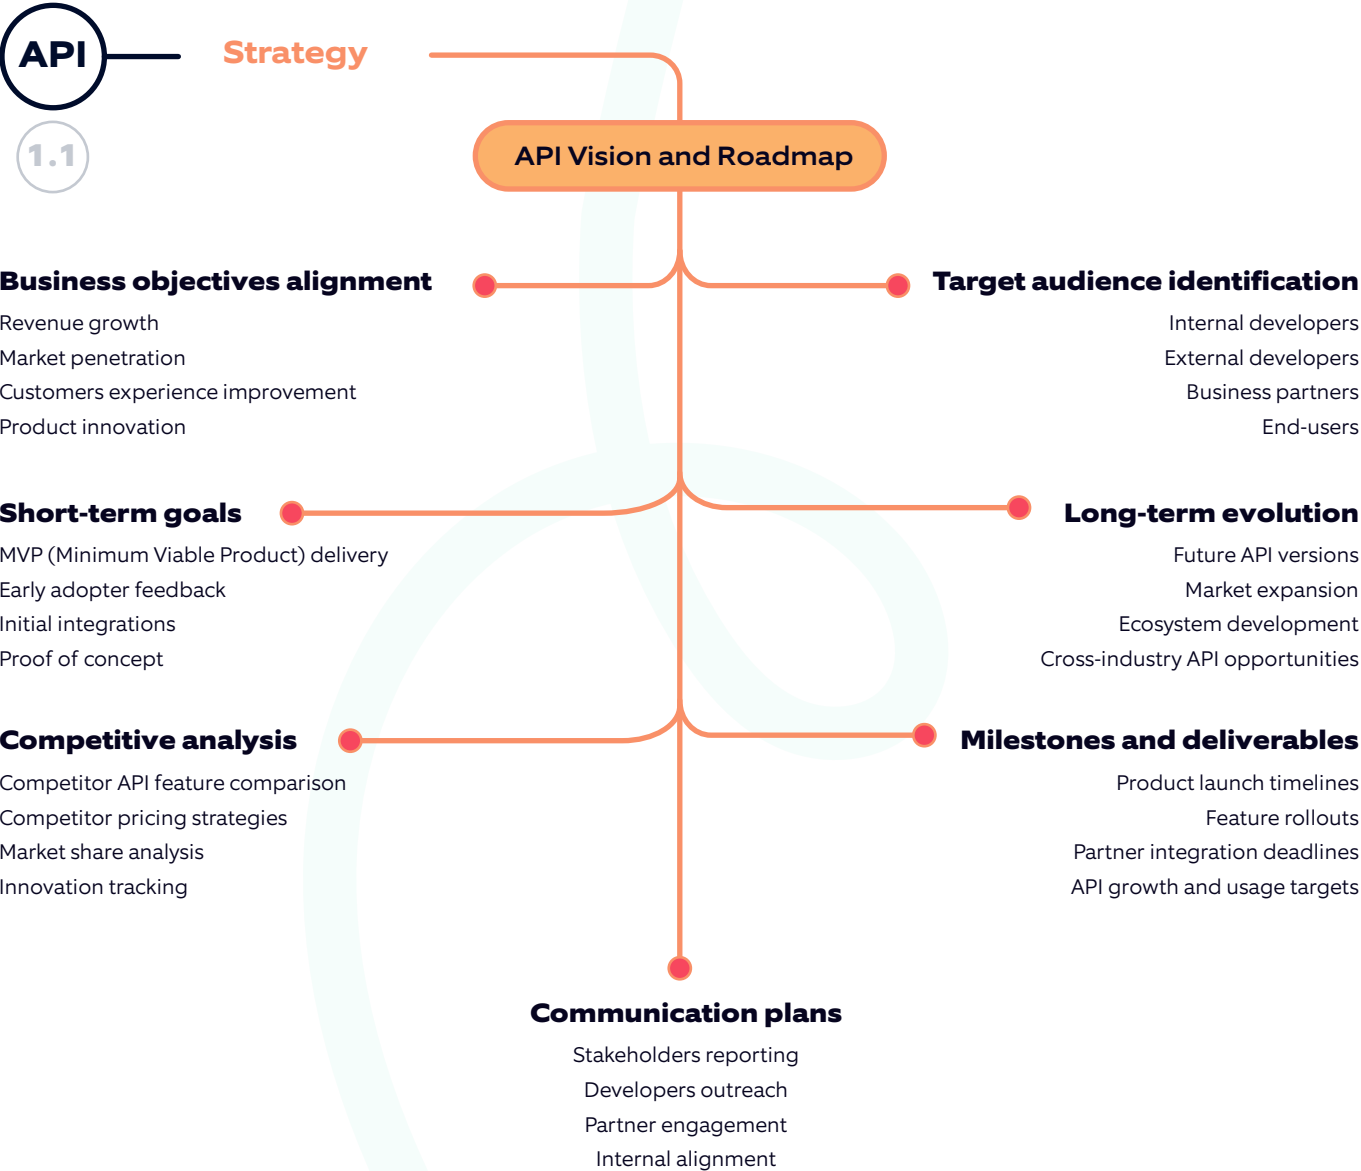 API
Strategy
1.1
API Vision and Roadmap
Business objectives alignment
Revenue growth
Market penetration
Customers experience improvement
Product innovation
Target audience identification
Internal developers
External developers
Business partners
End-users
Short-term goals
MVP (Minimum Viable Product) delivery
Early adopter feedback
Initial integrations
Proof of concept
Long-term evolution
Future API versions
Market expansion
Ecosystem development
Cross-industry API opportunities
Competitive analysis
Competitor API feature comparison
Competitor pricing strategies
Market share analysis
Innovation tracking
Milestones and deliverables
Product launch timelines
Feature rollouts
Partner integration deadlines
API growth and usage targets
Communication plans
Stakeholders reporting
Developers outreach
Partner engagement
Internal alignment